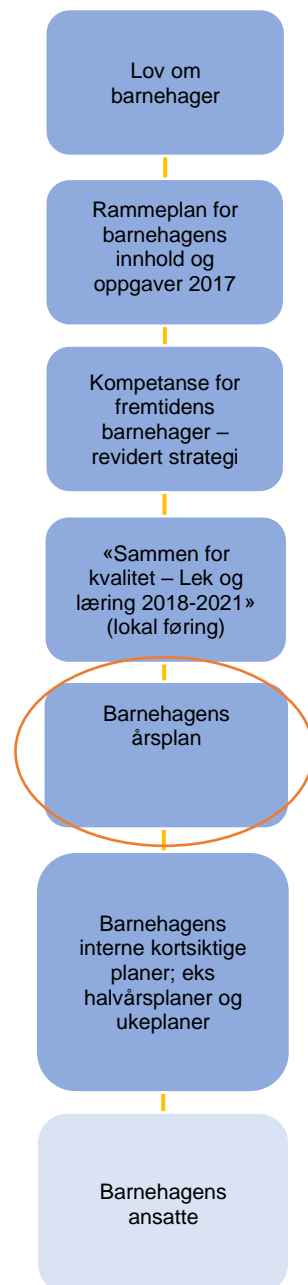 Lov om
barnehager
Rammeplan for
barnehagens
innhold og
oppgaver 2017
Kompetanse for
fremtidens
barnehager –
revidert strategi
«Sammen for
kvalitet – Lek og
læring 2018-2021»
(lokal føring)
Barnehagens
årsplan
Barnehagens
interne kortsiktige
planer; eks
halvårsplaner og
ukeplaner
Barnehagens
ansatte